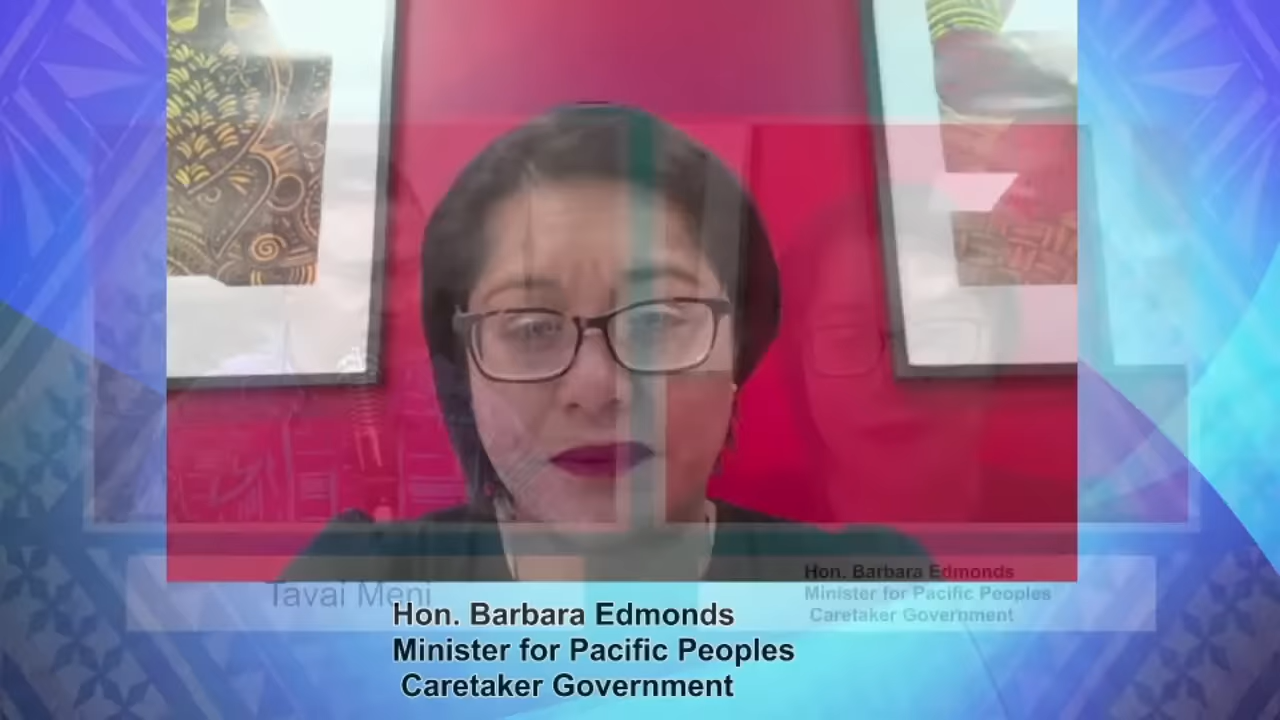 Tavai Meni
Hon. Barbara Edmonds
Minister for Pacific Peoples
Caretaker Government
Hon. Barbara Edmonds
Minister for Pacific Peoples
Caretaker Government